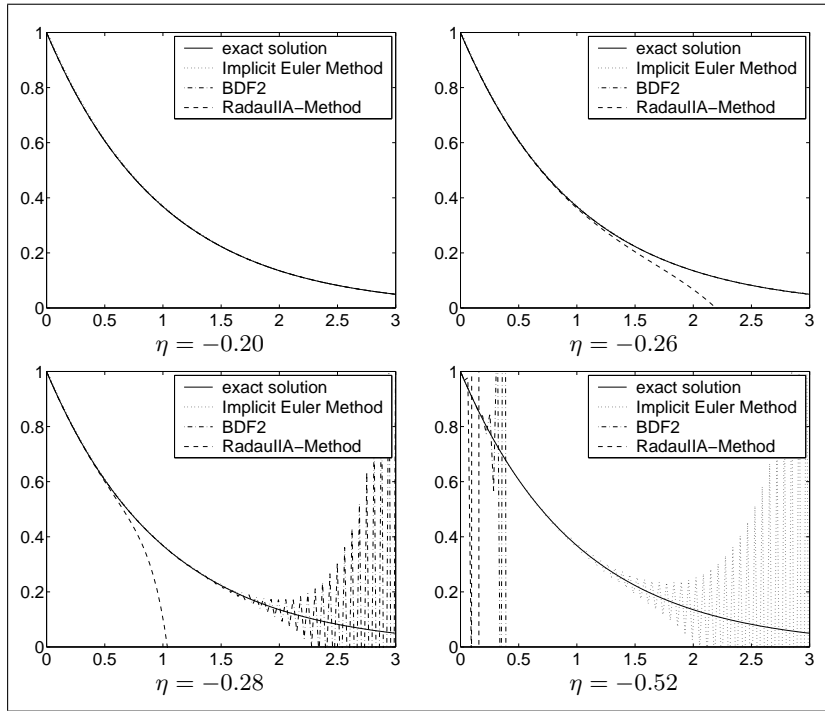 1
0.8
0.6
0.4
0.2
0
0 0.5 1 1.5 2 2.5 3
exact solution
Implicit Euler Method
BDF2
RadauIIA−Method
η = −0.20
1
0.8
0.6
0.4
0.2
0
0 0.5 1 1.5 2 2.5 3
exact solution
Implicit Euler Method
BDF2
RadauIIA−Method
η = −0.26
1
0.8
0.6
0.4
0.2
0
0 0.5 1 1.5 2 2.5 3
exact solution
Implicit Euler Method
BDF2
RadauIIA−Method
η = −0.28
1
0.8
0.6
0.4
0.2
0
0 0.5 1 1.5 2 2.5 3
exact solution
Implicit Euler Method
BDF2
RadauIIA−Method
η = −0.52